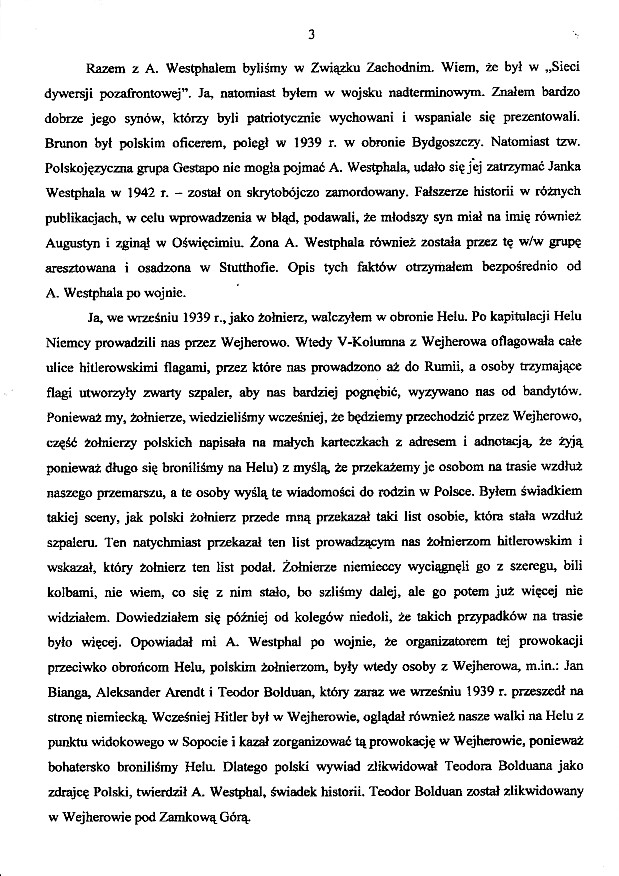 3
Razem z A. Westphalem byliśmy w Związku Zachodnim. Wiem, że był w „Sieci
dywersji pozafrontowej”. Ja, natomiast byłem w wojsku nadterminowym. Znałem bardzo
dobrze jego synów, którzy byli patriotycznie wychowani i wspaniale się prezentowali.
Brunon był polskim oficerem, poległ w 1939 r. w obronie Bydgoszczy. Natomiast tzw.
Polskojęzyczna grupa Gestapo nie mogła pojmać A. Westphala, udało się jej zatrzymać Janka
Westphala w 1942 r. – został on skrytobójczo zamordowany. Fałszerze historii w różnych
publikacjach, w celu wprowadzenia w błąd, podawali, że młodszy syn miał na imię również
Augustyn i zginął w Oświęcimiu. Żona A. Westphala również została przez tę w/w grupę
aresztowana i osadzona w Stutthofie. Opis tych faktów otrzymałem bezpośrednio od
A. Westphala po wojnie.
Ja, we wrześniu 1939 r., jako żołnierz, walczyłem w obronie Helu. Po kapitulacji Helu
Niemcy prowadzili nas przez Wejherowo. Wtedy V-Kolumna z Wejherowa oflagowała całe
ulice hitlerowskimi flagami, przez które nas prowadzono aż do Rumii, a osoby trzymające
flagi utworzyły zwarty szpaler, aby nas bardziej pognębić, wyzywano nas od bandytów.
Ponieważ my, żołnierze, wiedzieliśmy wcześniej, że będziemy przechodzić przez Wejherowo,
część żołnierzy polskich napisała na małych karteczkach z adresem i adnotacją, że żyją
ponieważ długo się broniliśmy na Helu) z myślą, że przekażemy je osobom na trasie wzdłuż
naszego przemarszu, a te osoby wyślą te wiadomości do rodzin w Polsce. Byłem świadkiem
takiej sceny, jak polski żołnierz przede mną przekazał taki list osobie, która stała wzdłuż
szpaleru. Ten natychmiast przekazał ten list prowadzącym nas żołnierzom hitlerowskim i
wskazał, który żołnierz ten list podał. Żołnierze niemieccy wyciągnęli go z szeregu, bili
kolbami, nie wiem, co się z nim stało, bo szliśmy dalej, ale go potem już więcej nie
widziałem. Dowiedziałem się później od kolegów niedoli, że takich przypadków na trasie
było więcej. Opowiadał mi A. Westphal po wojnie, że organizatorem tej prowokacji
przeciwko obrońcom Helu, polskim żołnierzom, były wtedy osoby z Wejherowa, m.in.: Jan
Bianga, Aleksander Arendt i Teodor Bolduan, który zaraz we wrześniu 1939 r. przeszedł na
stronę niemiecką. Wcześniej Hitler był w Wejherowie, oglądał również nasze walki na Helu z
punktu widokowego w Sopocie i kazał zorganizować tą prowokację w Wejherowie, ponieważ
bohatersko broniliśmy Helu. Dlatego polski wywiad zlikwidował Teodora Bolduana jako
zdrajcę Polski, twierdził A. Westphal, świadek historii. Teodor Bolduan został zlikwidowany
w Wejherowie pod Zamkową Górą.